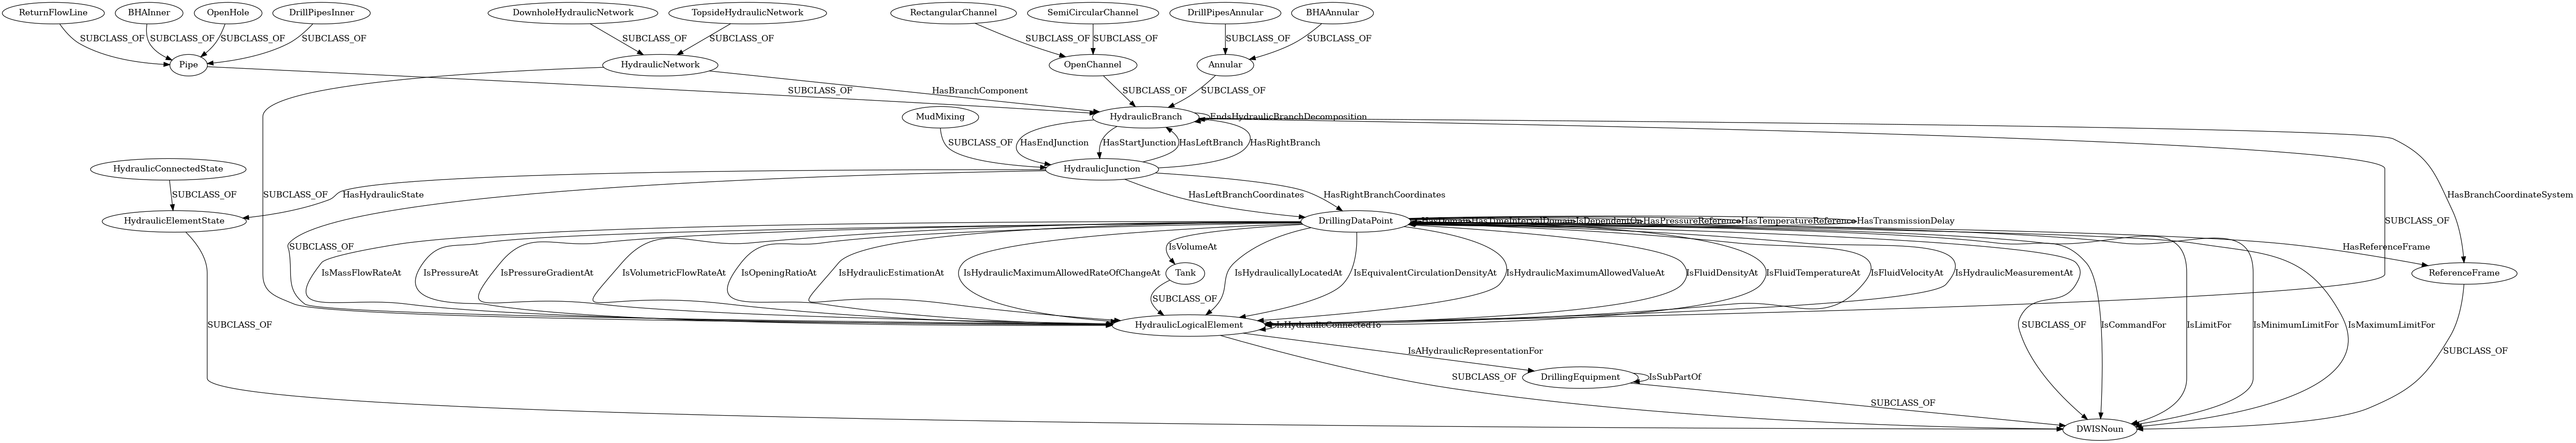 ReturnFlowLine
BHAInner
OpenHole
DrillPipesInner
DownholeHydraulicNetwork
TopsideHydraulicNetwork
RectangularChannel
SemiCircularChannel
DrillPipesAnnular
BHAAnnular
SUBCLASS_OF
SUBCLASS_OF
SUBCLASS_OF
SUBCLASS_OF
SUBCLASS_OF
SUBCLASS_OF
SUBCLASS_OF
SUBCLASS_OF
SUBCLASS_OF
SUBCLASS_OF
Pipe
HydraulicNetwork
OpenChannel
Annular
SUBCLASS_OF
HasBranchComponent
SUBCLASS_OF
SUBCLASS_OF
MudMixing
HydraulicBranch
EndsHydraulicBranchDecomposition
SUBCLASS_OF
HasEndJunction
HasStartJunction
HasLeftBranch
HasRightBranch
HydraulicConnectedState
HydraulicJunction
SUBCLASS_OF
SUBCLASS_OF
HasHydraulicState
HasLeftBranchCoordinates
HasRightBranchCoordinates
HasBranchCoordinateSystem
HydraulicElementState
DrillingDataPoint
HasTimeIntervalDomain
IsDependentOn
HasPressureReference
HasTemperatureReference
HasTransmissionDelay
SUBCLASS_OF
SUBCLASS_OF
IsVolumeAt
HasReferenceFrame
IsMassFlowRateAt
IsPressureAt
IsPressureGradientAt
IsVolumetricFlowRateAt
IsOpeningRatioAt
IsHydraulicEstimationAt
IsHydraulicMaximumAllowedRateOfChangeAt
Tank
IsHydraulicallyLocatedAt
IsEquivalentCirculationDensityAt
IsHydraulicMaximumAllowedValueAt
IsFluidDensityAt
IsFluidTemperatureAt
IsFluidVelocityAt
IsHydraulicMeasurementAt
ReferenceFrame
SUBCLASS_OF
SUBCLASS_OF
HydraulicLogicalElement
IsHydraulicConnectedTo
SUBCLASS_OF
IsCommandFor
IsLimitFor
IsMinimumLimitFor
IsMaximumLimitFor
IsAHydraulicRepresentationFor
SUBCLASS_OF
SUBCLASS_OF
DrillingEquipment
IsSubPartOf
SUBCLASS_OF
DWISNoun